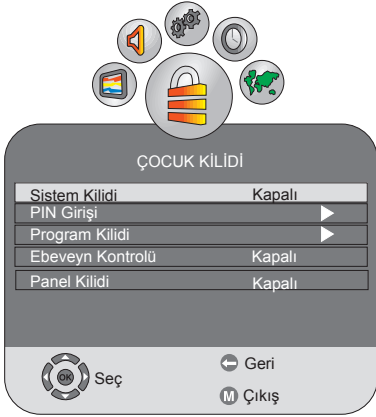 ÇOCUK KİLİDİ
Sistem Kilidi Kapalı
PIN Girişi
Program Kilidi
Ebeveyn Kontrolü Kapalı
Panel Kilidi Kapalı
OK Seç
Geri
M Çıkış